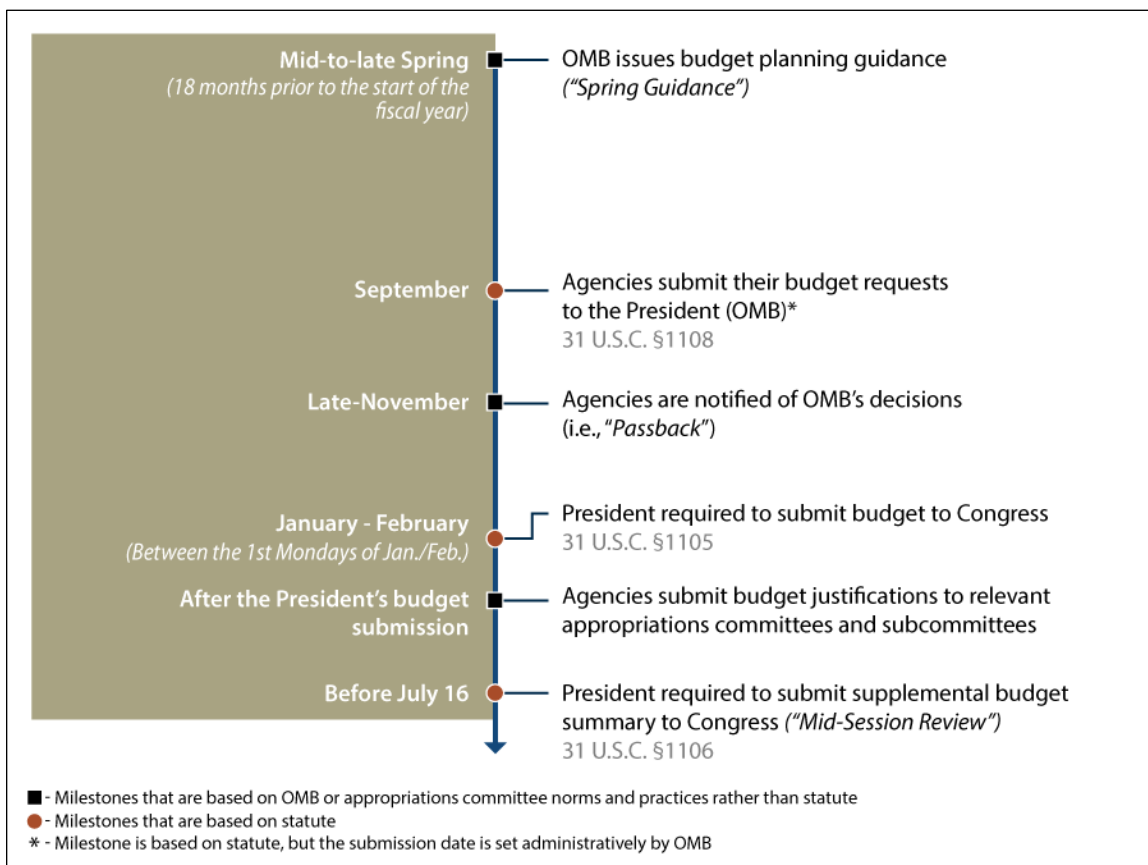 Mid-to-late Spring
(18 months prior to the start of the
fiscal year)
OMB issues budget planning guidance
(“Spring Guidance”)
September
Agencies submit their budget requests
to the President (OMB)*
31 U.S.C. §1108
Late-November
Agencies are notified of OMB’s decisions
(i.e., “Passback”)
January - February
(Between the 1st Mondays of Jan./Feb.)
President required to submit budget to Congress
31 U.S.C. §1105
After the President’s budget
submission
Agencies submit budget justifications to relevant
appropriations committees and subcommittees
Before July 16
President required to submit supplemental budget
summary to Congress (“Mid-Session Review”)
31 U.S.C. §1106
- Milestones that are based on OMB or appropriations committee norms and practices rather than statute
- Milestones that are based on statute
* - Milestone is based on statute, but the submission date is set administratively by OMB